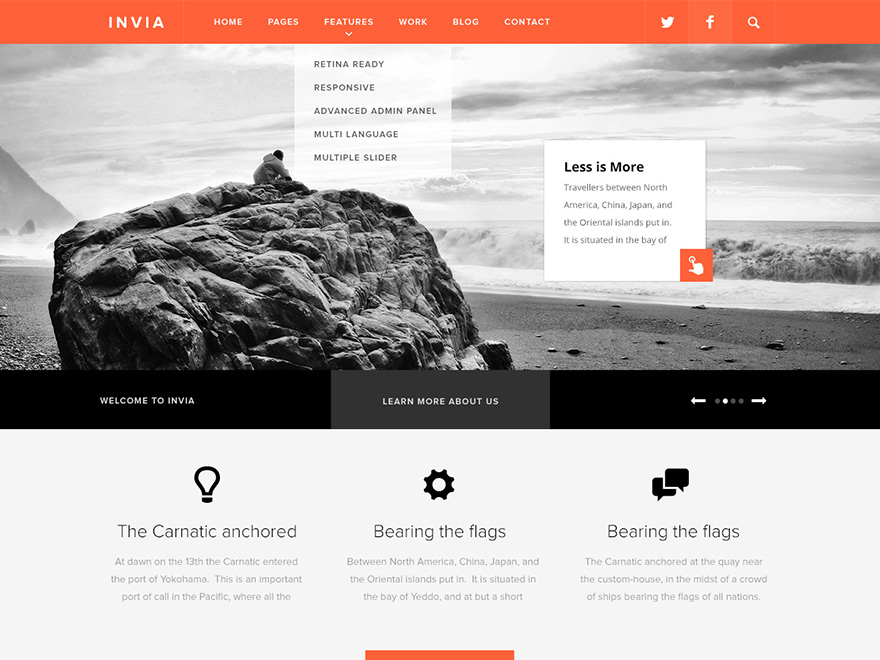 INVIA
HOME PAGES FEATURES WORK BLOG CONTACT
RETINA READY
RESPONSIVE
ADVANCED ADMIN PANEL
MULTI LANGUAGE
MULTIPLE SLIDER
Less is More
Travellers between North
America, China, Japan, and
the Oriental islands put in.
It is situated in the bay of
WELCOME TO INVIA
LEARN MORE ABOUT US
The Carnatic anchored
At dawn on the 13th the Carnatic entered
the port of Yokohama. This is an important
port of call in the Pacific, where all the
Bearing the flags
Between North America, China, Japan, and
the Oriental islands put in. It is situated in
the bay of Yeddo, and at but a short
Bearing the flags
The Carnatic anchored at the quay near
the custom-house, in the midst of a crowd
of ships bearing the flags of all nations.